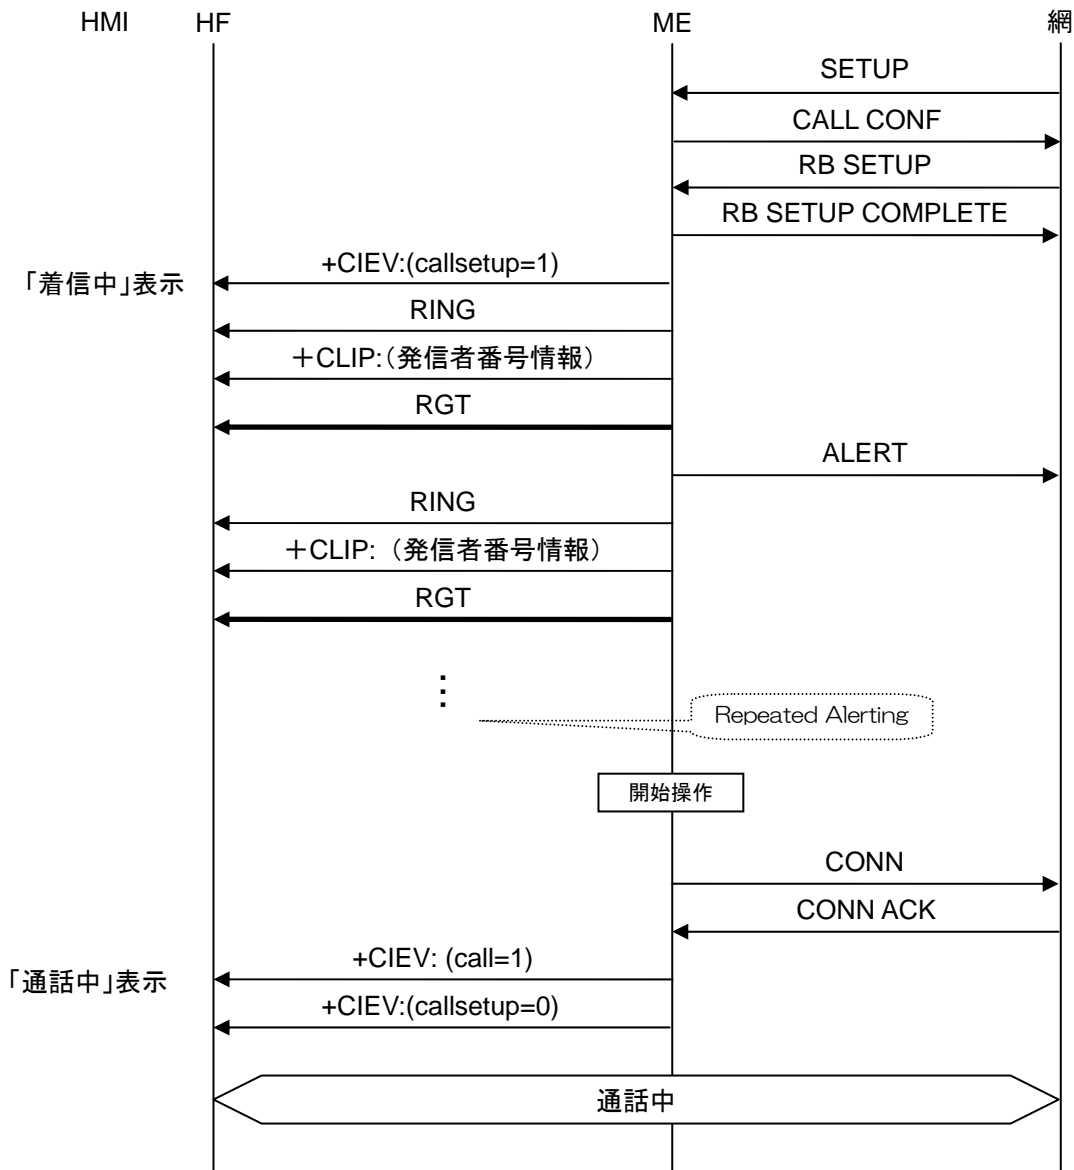 HMI HF ME 網
SETUP
CALL CONF
RB SETUP
RB SETUP COMPLETE
+CIEV:(callsetup=1)
「着信中」表示
RING
+CLIP:(発信者番号情報)
RGT
ALERT
RING
+CLIP: (発信者番号情報)
RGT
⋮
Repeated Alerting
開始操作
CONN
CONN ACK
+CIEV: (call=1)
「通話中」表示
+CIEV:(callsetup=0)
通話中